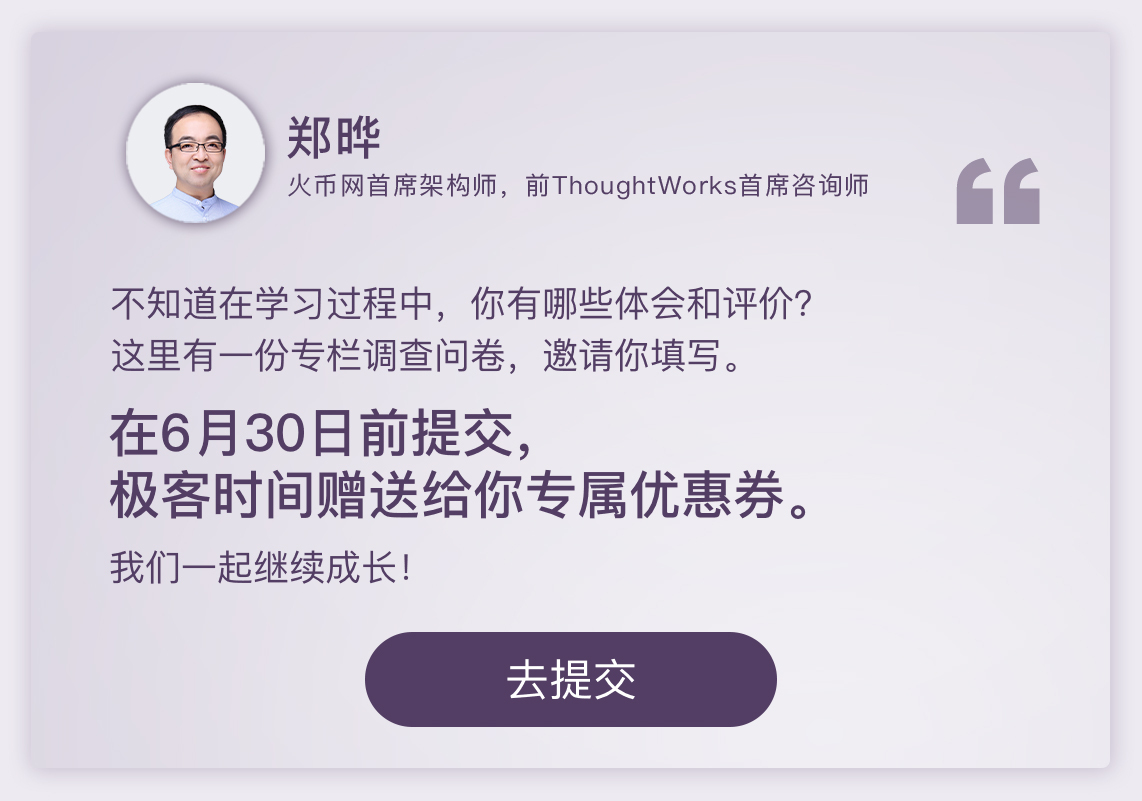 郑晔
火币网首席架构师，前ThoughtWorks首席咨询师
不知道在学习过程中，你有哪些体会和评价？
这里有一份专栏调查问卷，邀请你填写。
在6月30日前提交，
极客时间赠送给你专属优惠券。
我们一起继续成长！
去提交